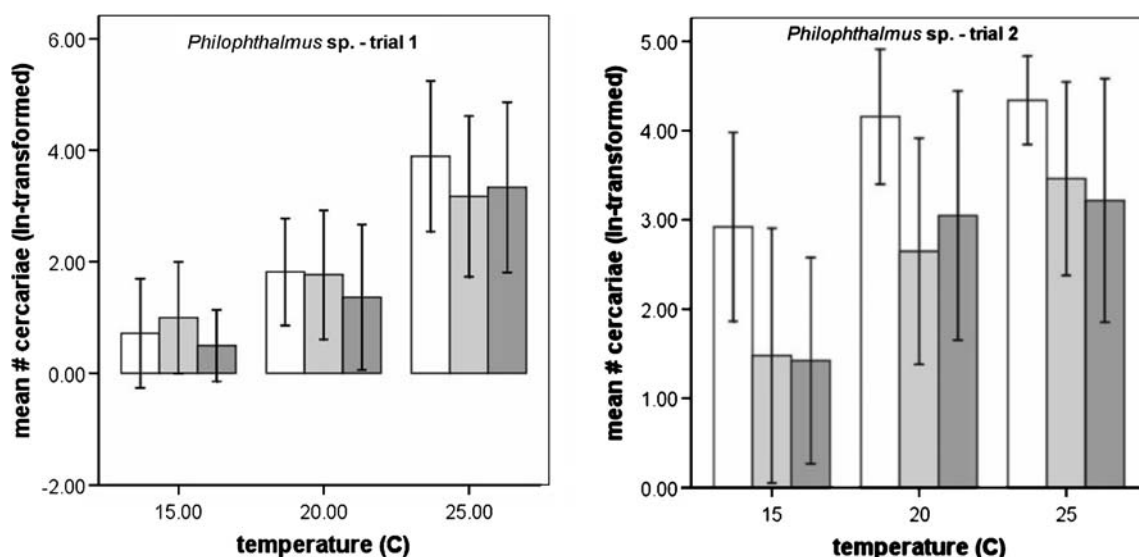 Philophthalmus sp. - trial 1
mean # cercariae (ln-transformed)
6.00
4.00
2.00
0.00
-2.00
15.00 20.00 25.00
temperature (C)
Philophthalmus sp. - trial 2
mean # cercariae (ln-transformed)
5.00
4.00
3.00
2.00
1.00
0.00
15 20 25
temperature (C)